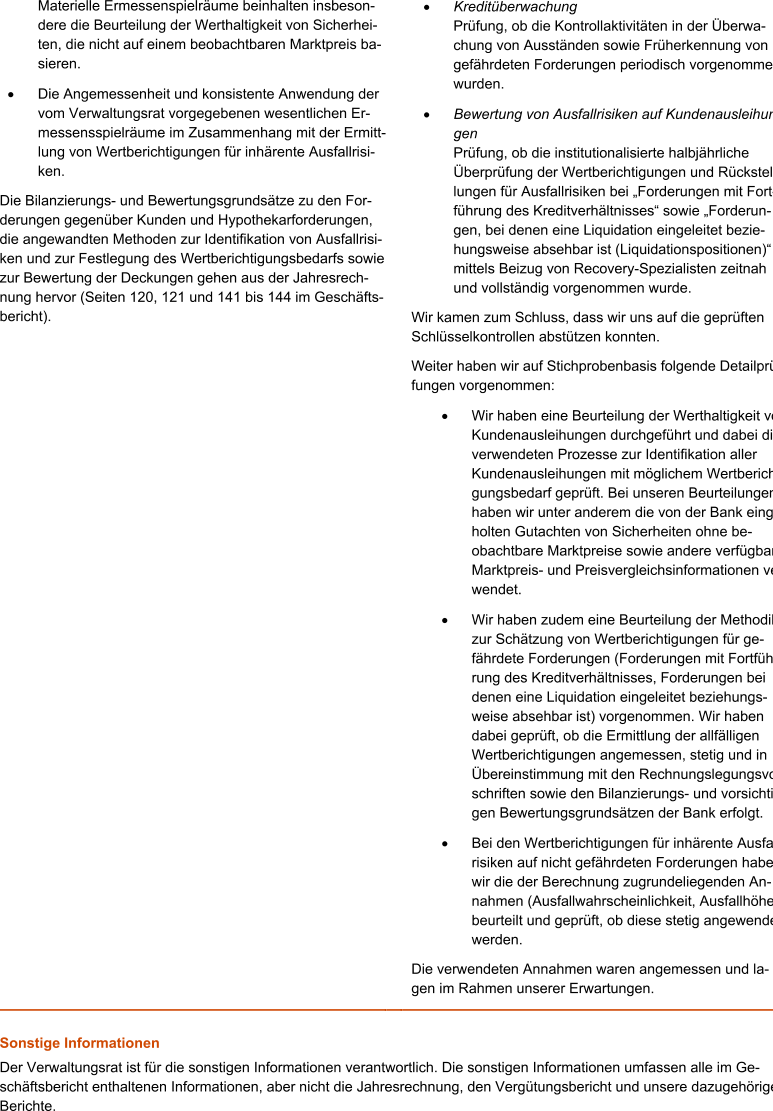 Materielle Ermessenspielräume beinhalten insbeson-
dere die Beurteilung der Werthaltigkeit von Sicherhei-
ten, die nicht auf einem beobachtbaren Marktpreis ba-
sieren.
• Die Angemessenheit und konsistente Anwendung der
vom Verwaltungsrat vorgegebenen wesentlichen Er-
messensspielräume im Zusammenhang mit der Ermitt-
lung von Wertberichtigungen für inhärente Ausfallrisi-
ken.
Die Bilanzierungs- und Bewertungsgrundsätze zu den For-
derungen gegenüber Kunden und Hypothekarforderungen,
die angewandten Methoden zur Identifikation von Ausfallrisi-
ken und zur Festlegung des Wertberichtigungsbedarfs sowie
zur Bewertung der Deckungen gehen aus der Jahresrech-
nung hervor (Seiten 120, 121 und 141 bis 144 im Geschäfts-
bericht).
• Kreditüberwachung
Prüfung, ob die Kontrollaktivitäten in der Überwa-
chung von Ausständen sowie Früherkennung von
gefährdeten Forderungen periodisch vorgenomme
wurden.
• Bewertung von Ausfallrisiken auf Kundenausleihun
gen
Prüfung, ob die institutionalisierte halbjährliche
Überprüfung der Wertberichtigungen und Rückstel
lungen für Ausfallrisiken bei „Forderungen mit Fort-
führung des Kreditverhältnisses“ sowie „Forderun-
gen, bei denen eine Liquidation eingeleitet bezie-
hungsweise absehbar ist (Liquidationspositionen)“
mittels Beizug von Recovery-Spezialisten zeitnah
und vollständig vorgenommen wurde.
Wir kamen zum Schluss, dass wir uns auf die geprüften
Schlüsselkontrollen abstützen konnten.
Weiter haben wir auf Stichprobenbasis folgende Detailprü
fungen vorgenommen:
• Wir haben eine Beurteilung der Werthaltigkeit vo
Kundenausleihungen durchgeführt und dabei di
verwendeten Prozesse zur Identifikation aller
Kundenausleihungen mit möglichem Wertberich
gungsbedarf geprüft. Bei unseren Beurteilungen
haben wir unter anderem die von der Bank eing
holten Gutachten von Sicherheiten ohne be-
obachtbare Marktpreise sowie andere verfügbar
Marktpreis- und Preisvergleichsinformationen ve
wendet.
• Wir haben zudem eine Beurteilung der Methodik
zur Schätzung von Wertberichtigungen für ge-
fährdete Forderungen (Forderungen mit Fortfüh
rung des Kreditverhältnisses, Forderungen bei
denen eine Liquidation eingeleitet beziehungs-
weise absehbar ist) vorgenommen. Wir haben
dabei geprüft, ob die Ermittlung der allfälligen
Wertberichtigungen angemessen, stetig und in
Übereinstimmung mit den Rechnungslegungsvo
schriften sowie den Bilanzierungs- und vorsichti
gen Bewertungsgrundsätzen der Bank erfolgt.
• Bei den Wertberichtigungen für inhärente Ausfa
risiken auf nicht gefährdeten Forderungen habe
wir die der Berechnung zugrundeliegenden An-
nahmen (Ausfallwahrscheinlichkeit, Ausfallhöhe
beurteilt und geprüft, ob diese stetig angewende
werden.
Die verwendeten Annahmen waren angemessen und la-
gen im Rahmen unserer Erwartungen.
Sonstige Informationen
Der Verwaltungsrat ist für die sonstigen Informationen verantwortlich. Die sonstigen Informationen umfassen alle im Ge-
schäftsbericht enthaltenen Informationen, aber nicht die Jahresrechnung, den Vergütungsbericht und unsere dazugehörige
Berichte.